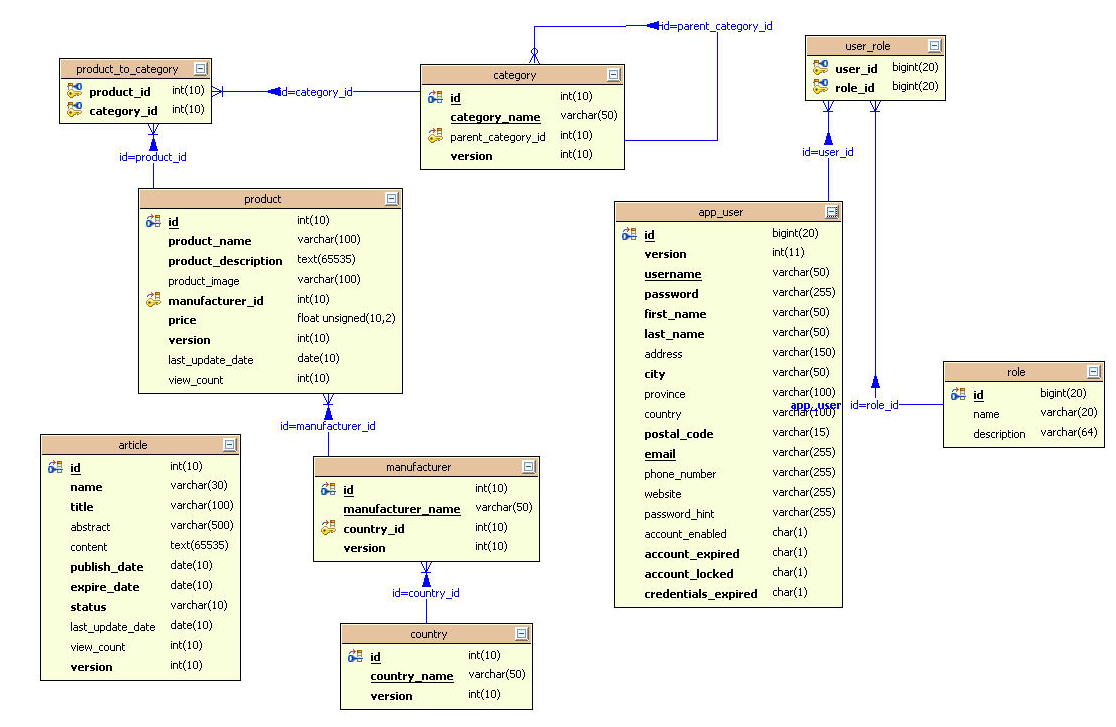 id=parent_category_id
user_role
user_id bigint(20)
role_id bigint(20)
product_to_category
product_id int(10)
category_id int(10)
id=category_id
category
id int(10)
category_name varchar(50)
parent_category_id int(10)
version int(10)
id=product_id
id=user_id
product
id int(10)
product_name varchar(100)
product_description text(65535)
product_image varchar(100)
manufacturer_id int(10)
price float unsigned(10,2)
version int(10)
last_update_date date(10)
view_count int(10)
app_user
id bigint(20)
version int(11)
username varchar(50)
password varchar(255)
first_name varchar(50)
last_name varchar(50)
address varchar(150)
city varchar(50)
province varchar(100)
country varchar(100)
postal_code varchar(15)
email varchar(255)
phone_number varchar(255)
website varchar(255)
password_hint varchar(255)
account_enabled char(1)
account_expired char(1)
account_locked char(1)
credentials_expired char(1)
app_user
id=role_id
role
id bigint(20)
name varchar(20)
description varchar(64)
id=manufacturer_id
article
id int(10)
name varchar(30)
title varchar(100)
abstract varchar(500)
content text(65535)
publish_date date(10)
expire_date date(10)
status varchar(10)
last_update_date date(10)
view_count int(10)
version int(10)
manufacturer
id int(10)
manufacturer_name varchar(50)
country_id int(10)
version int(10)
id=country_id
country
id int(10)
country_name varchar(50)
version int(10)